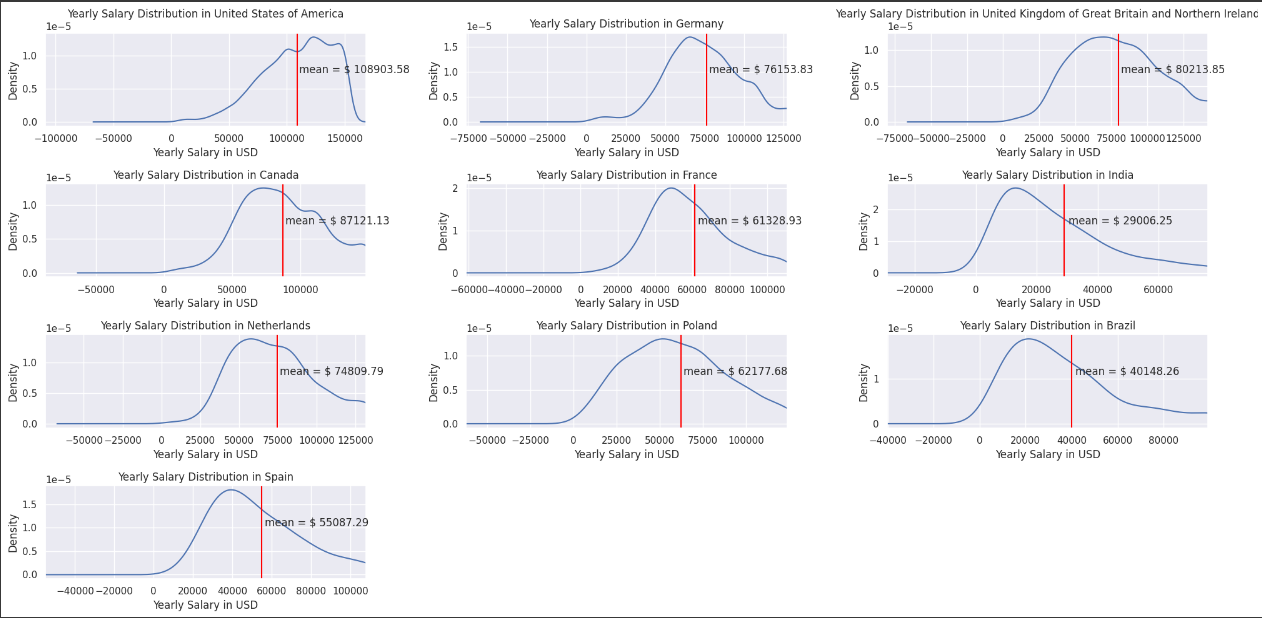 Yearly Salary Distribution in United States of America
1e−5
1.0
0.5
0.0
Density
mean = $ 108903.58
−100000 −50000 0 50000 100000 150000
Yearly Salary in USD
Yearly Salary Distribution in Germany
1e−5
1.5
1.0
0.5
0.0
Density
mean = $ 76153.83
−75000−50000−25000 0 25000 50000 75000 100000 125000
Yearly Salary in USD
Yearly Salary Distribution in United Kingdom of Great Britain and Northern Ireland
1e−5
1.0
0.5
0.0
Density
mean = $ 80213.85
−75000−50000−25000 0 25000 50000 75000 100000 125000
Yearly Salary in USD
Yearly Salary Distribution in Canada
1e−5
1.0
0.5
0.0
Density
mean = $ 87121.13
−50000 0 50000 100000
Yearly Salary in USD
Yearly Salary Distribution in France
1e−5
2
1
0
Density
mean = $ 61328.93
−60000−40000−20000 0 20000 40000 60000 80000 100000
Yearly Salary in USD
Yearly Salary Distribution in India
1e−5
2
1
0
Density
mean = $ 29006.25
−20000 0 20000 40000 60000
Yearly Salary in USD
Yearly Salary Distribution in Netherlands
1e−5
1.0
0.5
0.0
Density
mean = $ 74809.79
−50000−25000 0 25000 50000 75000 100000 125000
Yearly Salary in USD
Yearly Salary Distribution in Poland
1e−5
1.0
0.5
0.0
Density
mean = $ 62177.68
−50000 −25000 0 25000 50000 75000 100000
Yearly Salary in USD
Yearly Salary Distribution in Brazil
1e−5
1
0
Density
mean = $ 40148.26
−40000 −20000 0 20000 40000 60000 80000
Yearly Salary in USD
Yearly Salary Distribution in Spain
1e−5
1.5
1.0
0.5
0.0
Density
mean = $ 55087.29
−40000 −20000 0 20000 40000 60000 80000 100000
Yearly Salary in USD